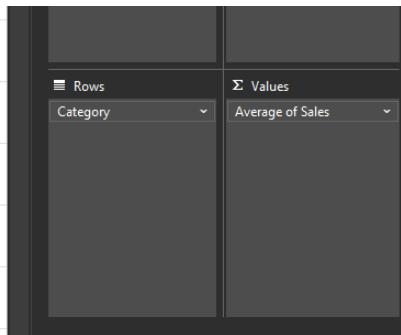 Rows
Σ Values
Category
Average of Sales